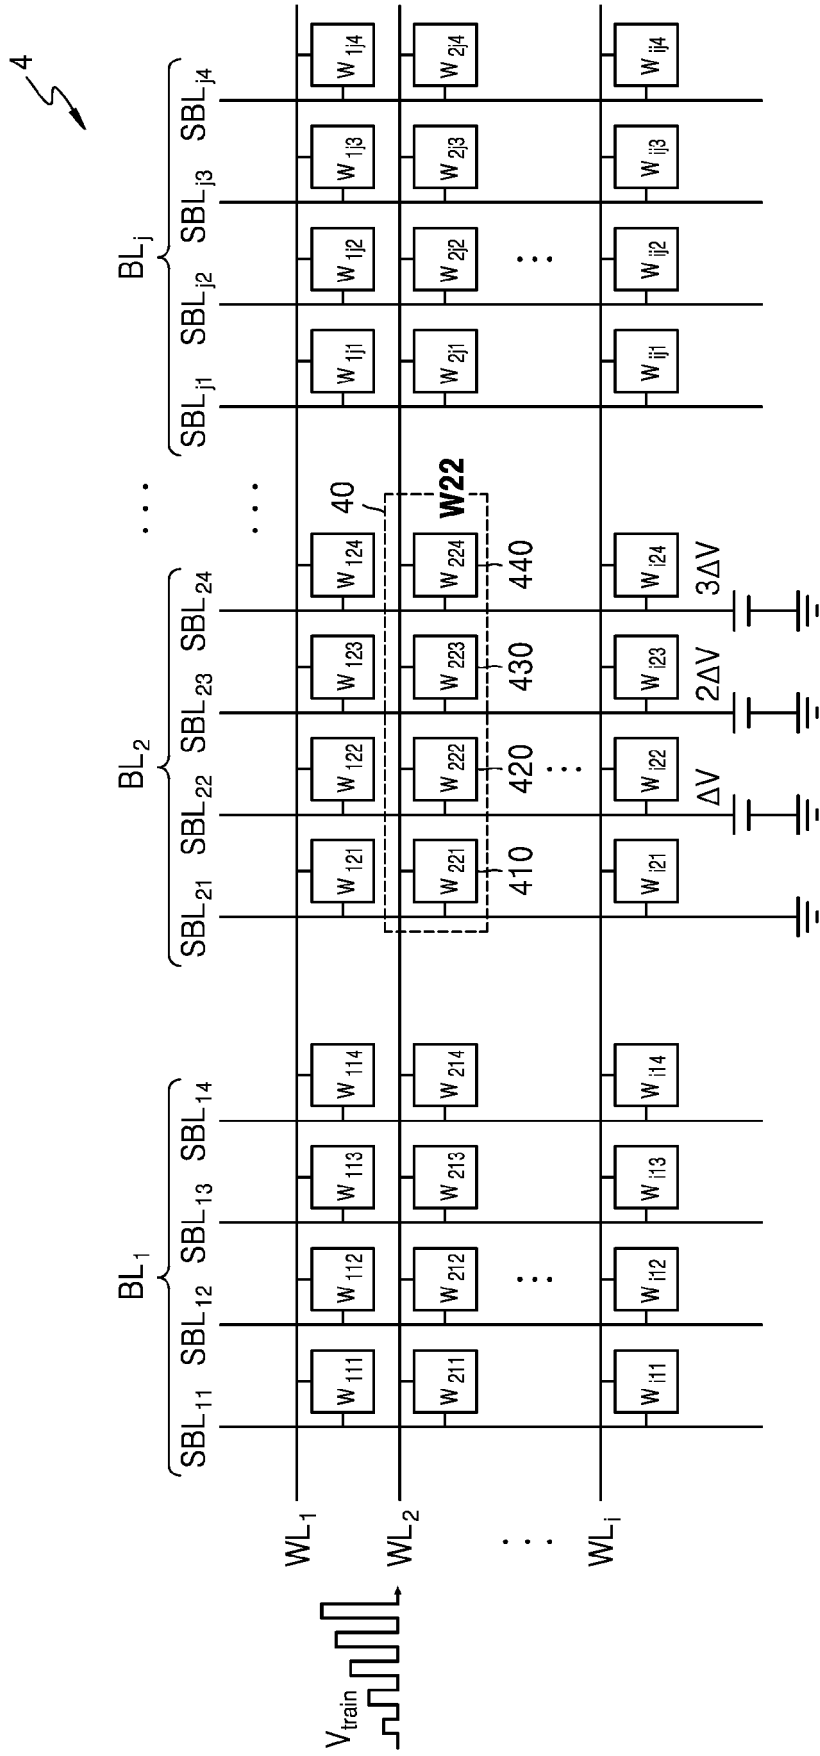 4
BL₁ BL₂ . . . BLⱼ
SBL₁₁ SBL₁₂ SBL₁₃ SBL₁₄ SBL₂₁ SBL₂₂ SBL₂₃ SBL₂₄ . . . SBLⱼ₁ SBLⱼ₂ SBLⱼ₃ SBLⱼ₄
WL₁
W₁₁₁ W₁₁₂ W₁₁₃ W₁₁₄ W₁₂₁ W₁₂₂ W₁₂₃ W₁₂₄ W₁ⱼ₁ W₁ⱼ₂ W₁ⱼ₃ W₁ⱼ₄
40
V_train
WL₂
W₂₁₁ W₂₁₂ W₂₁₃ W₂₁₄ W₂₂₁ W₂₂₂ W₂₂₃ W₂₂₄ W22 W₂ⱼ₁ W₂ⱼ₂ W₂ⱼ₃ W₂ⱼ₄
410 420 430 440
. . . . . . . . . . . .
WLᵢ
Wᵢ₁₁ Wᵢ₁₂ Wᵢ₁₃ Wᵢ₁₄ Wᵢ₂₁ Wᵢ₂₂ Wᵢ₂₃ Wᵢ₂₄ Wᵢⱼ₁ Wᵢⱼ₂ Wᵢⱼ₃ Wᵢⱼ₄
ΔV 2ΔV 3ΔV